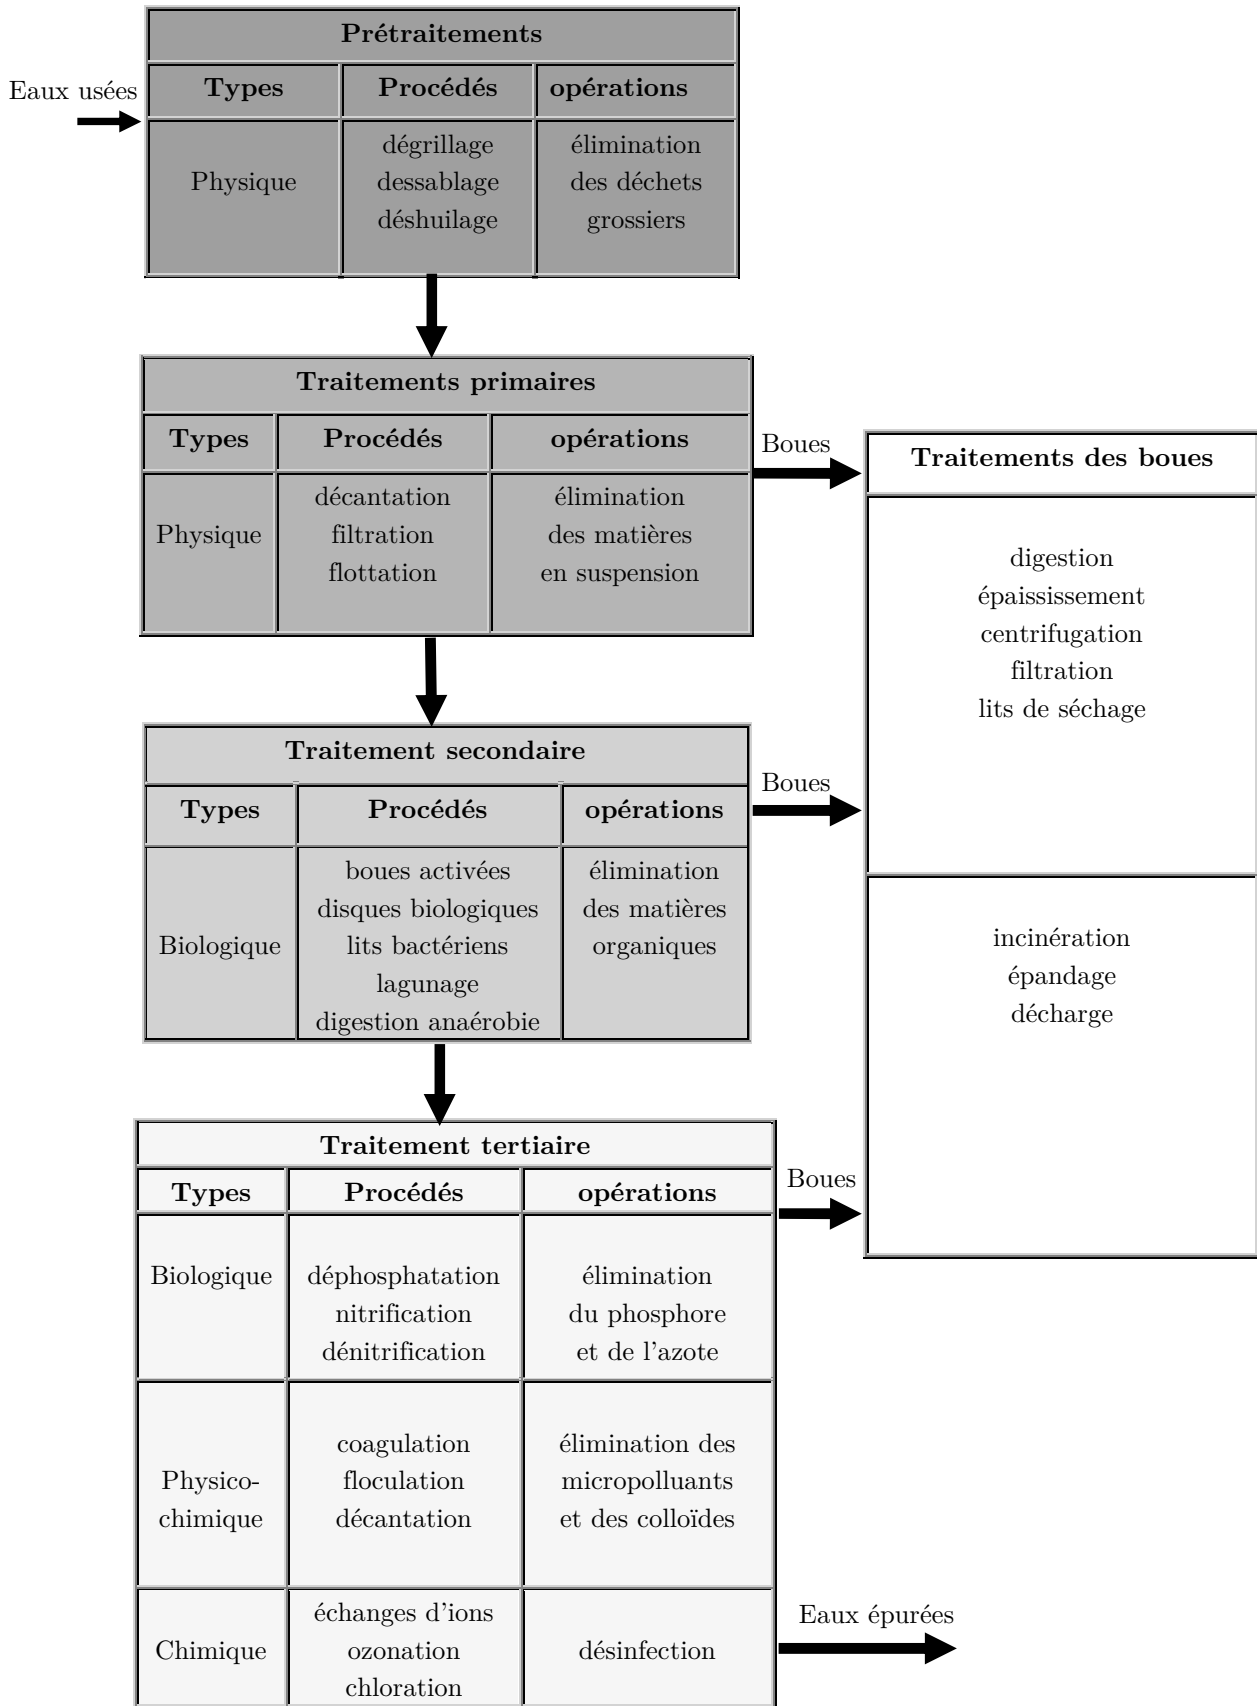 Prétraitements
Eaux usées
Types Procédés opérations
Physique
dégrillage
dessablage
déshuilage
élimination
des déchets
grossiers
Traitements primaires
Types Procédés opérations
Physique
décantation
filtration
flottation
élimination
des matières
en suspension
Boues
Traitement secondaire
Types Procédés opérations
Biologique
boues activées
disques biologiques
lits bactériens
lagunage
digestion anaérobie
élimination
des matières
organiques
Boues
Traitement tertiaire
Types Procédés opérations
Biologique
déphosphatation
nitrification
dénitrification
élimination
du phosphore
et de l'azote
Physico-
chimique
coagulation
floculation
décantation
élimination des
micropolluants
et des colloïdes
Chimique
échanges d'ions
ozonation
chloration
désinfection
Boues
Eaux épurées
Traitements des boues
digestion
épaississement
centrifugation
filtration
lits de séchage
incinération
épandage
décharge